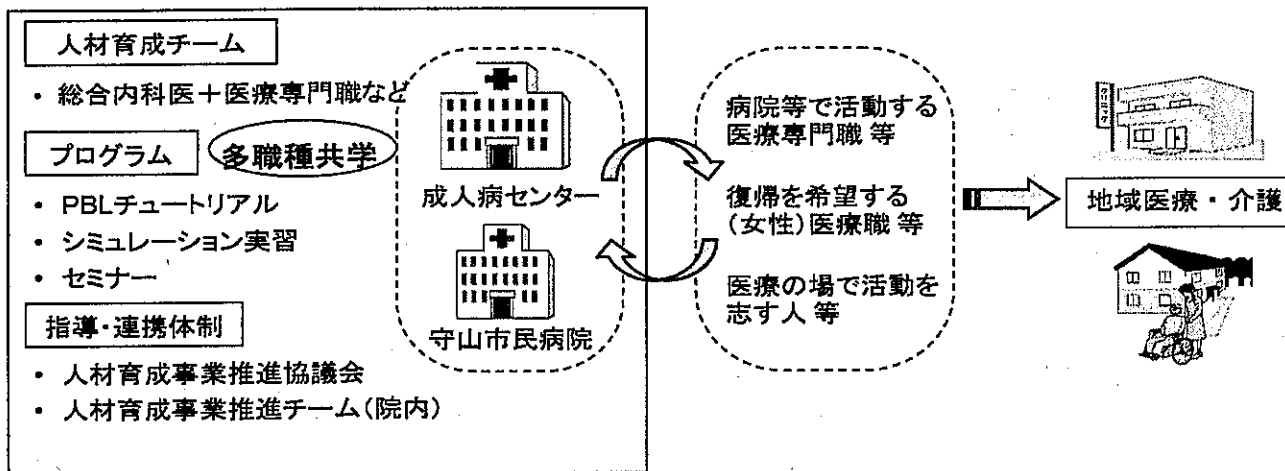 人材育成チーム
・ 総合内科医＋医療専門職など
プログラム
多職種共学
・ PBLチュートリアル
・ シミュレーション実習
・ セミナー
指導・連携体制
・ 人材育成事業推進協議会
・ 人材育成事業推進チーム(院内)
成人病センター
守山市民病院
病院等で活動する
医療専門職 等
復帰を希望する
(女性)医療職 等
医療の場で活動を
志す人 等
クリニック
地域医療・介護